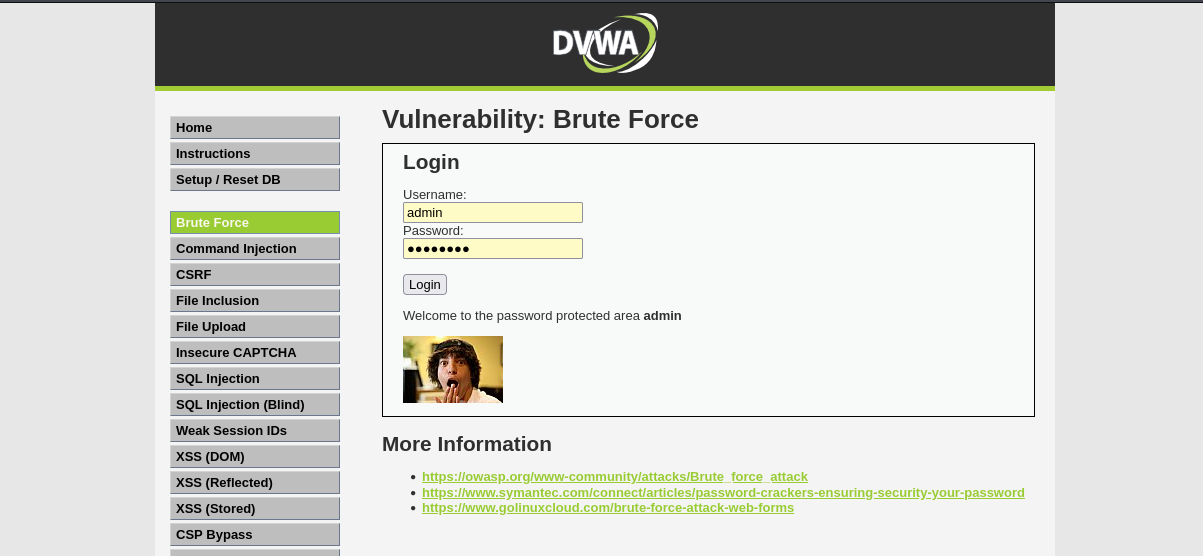 DVWA
Home
Instructions
Setup / Reset DB
Brute Force
Command Injection
CSRF
File Inclusion
File Upload
Insecure CAPTCHA
SQL Injection
SQL Injection (Blind)
Weak Session IDs
XSS (DOM)
XSS (Reflected)
XSS (Stored)
CSP Bypass
Vulnerability: Brute Force
Login
Username:
admin
Password:
●●●●●●●●
Login
Welcome to the password protected area admin
More Information
https://owasp.org/www-community/attacks/Brute_force_attack
https://www.symantec.com/connect/articles/password-crackers-ensuring-security-your-password
https://www.golinuxcloud.com/brute-force-attack-web-forms